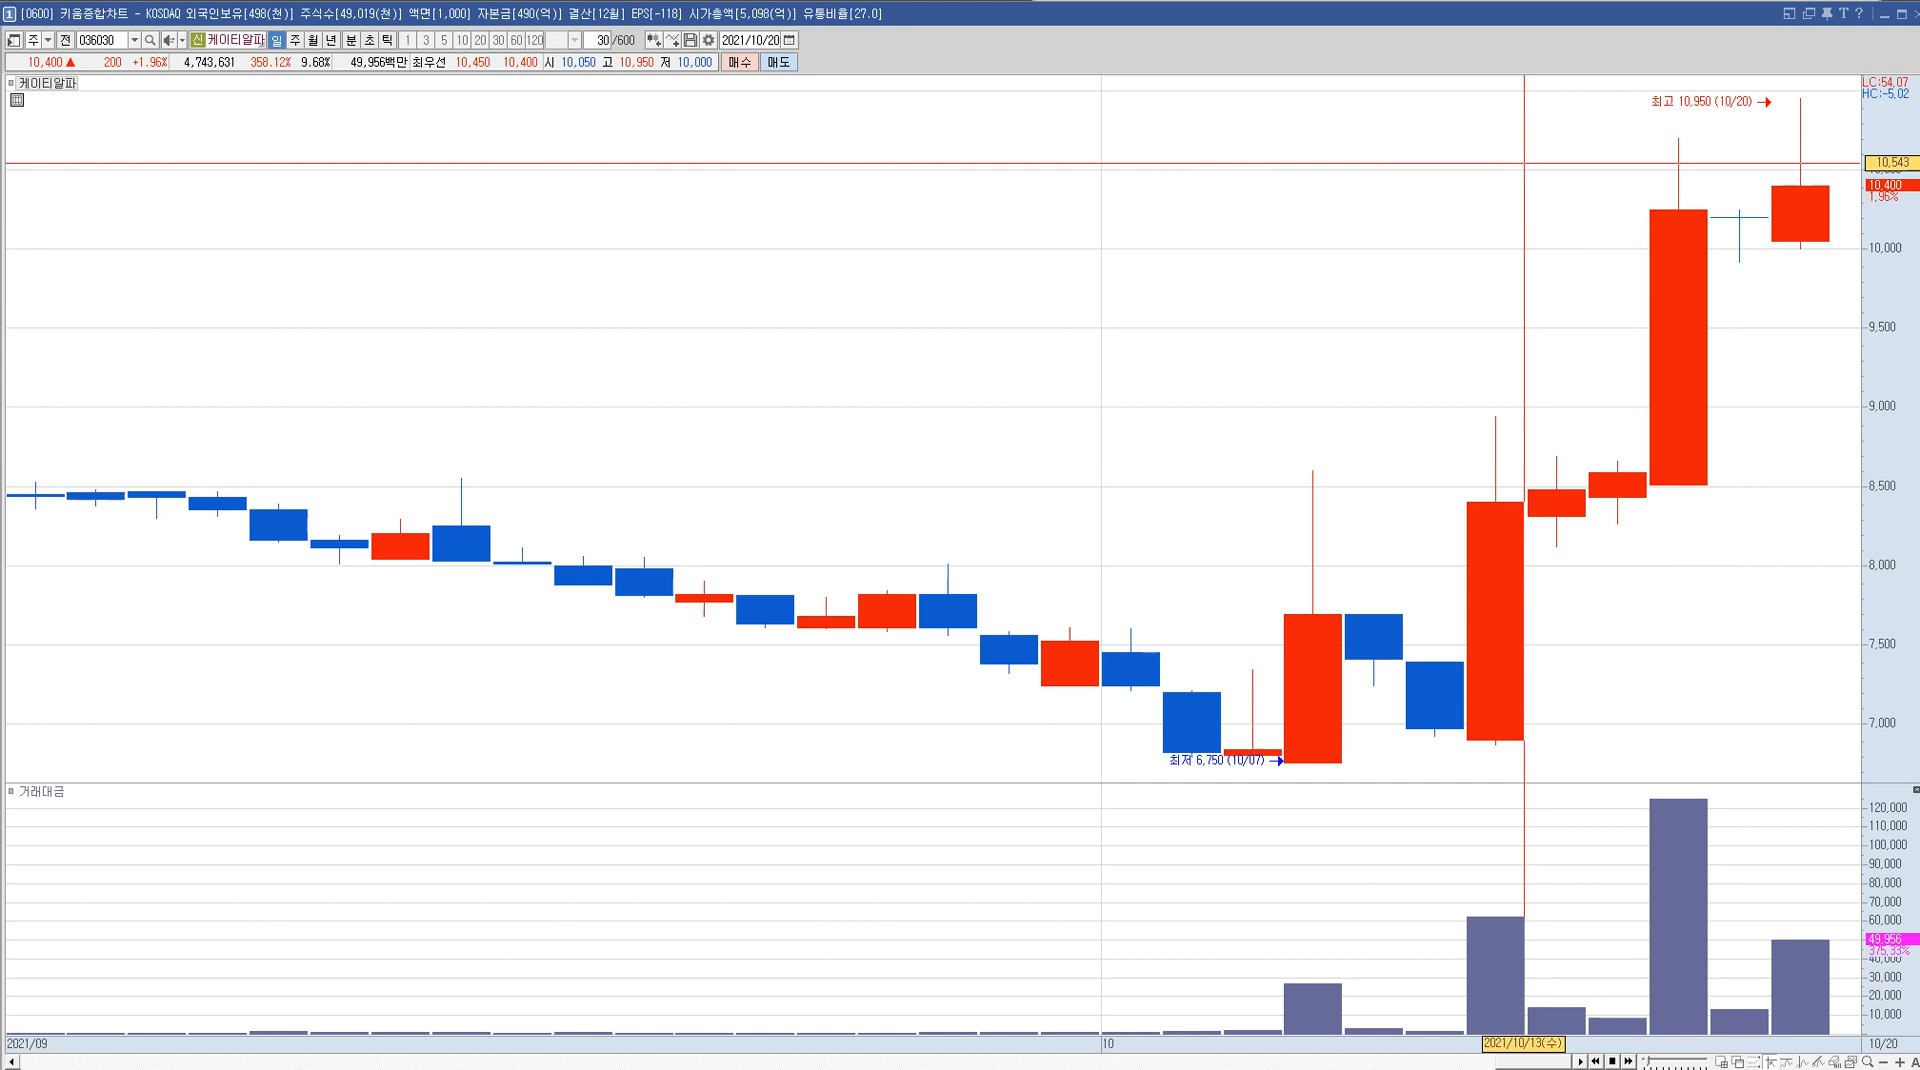 1 [0600] 키움종합차트 - KOSDAQ 외국인보유[498(천)] 주식수[49,019(천)] 액면[1,000] 자본금[490(억)] 결산[12월] EPS[-118] 시가총액[5,098(억)] 유통비율[27.0] T ?
주 전 036030 신 케이티알파 일 주 월 년 분 초 틱 1 3 5 10 20 30 60 120 30 /600 2021/10/20
10,400 ▲ 200 +1.96% 4,743,631 358.12% 9.68% 49,956백만 최우선 10,450 10,400 시 10,050 고 10,950 저 10,000 매수 매도
케이티알파
LC:54.07
HC:-5.02
최고 10,950 (10/20) →
10,543
10,400
1.96%
10,000
9,500
9,000
8,500
8,000
7,500
7,000
최저 6,750 (10/07) →
거래대금
120,000
110,000
100,000
90,000
80,000
70,000
60,000
49,956
375.33%
40,000
30,000
20,000
10,000
2021/09 10 2021/10/13(수) 10/20
A